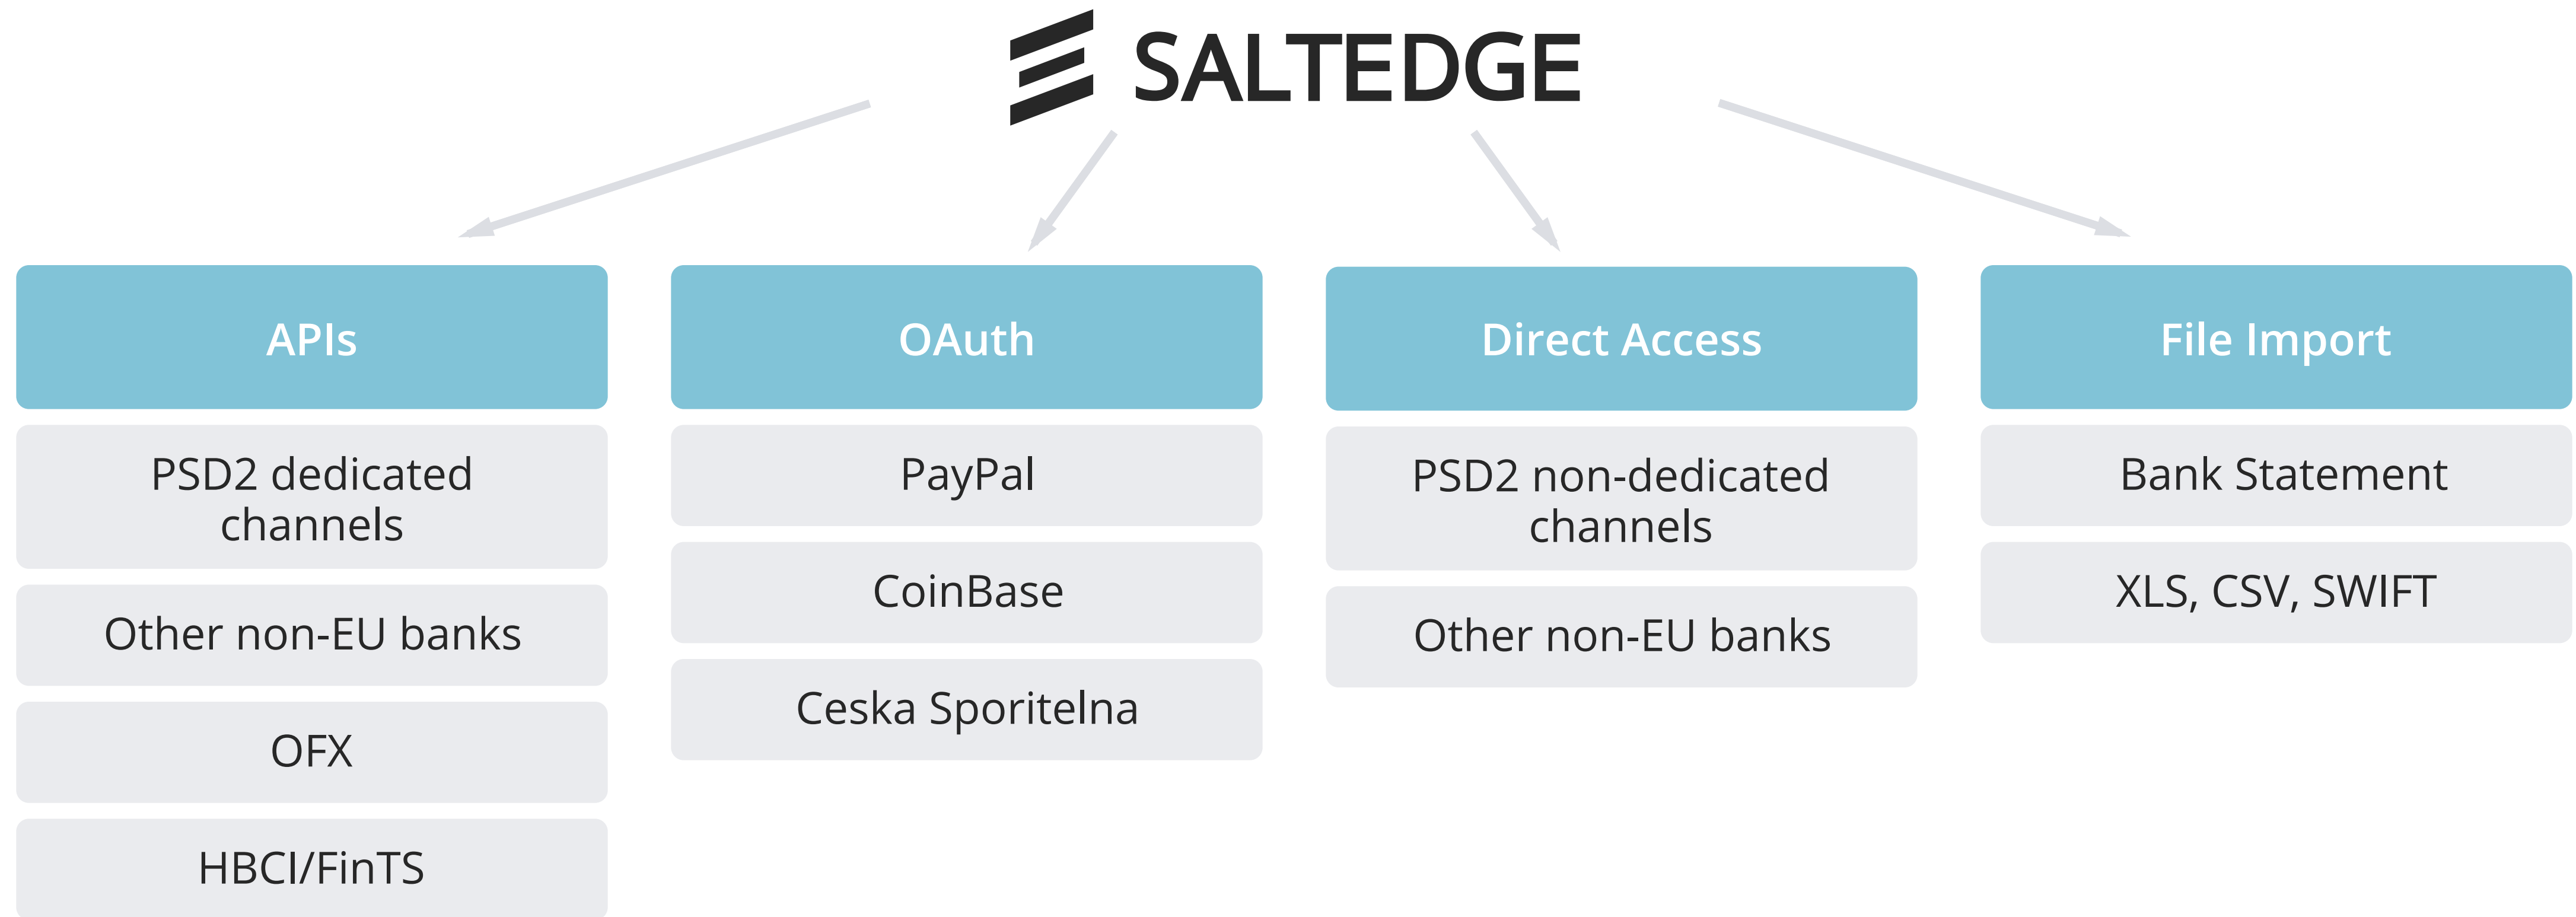 SALTEDGE
APIs
PSD2 dedicated
channels
Other non-EU banks
OFX
HBCI/FinTS
OAuth
PayPal
CoinBase
Ceska Sporitelna
Direct Access
PSD2 non-dedicated
channels
Other non-EU banks
File Import
Bank Statement
XLS, CSV, SWIFT